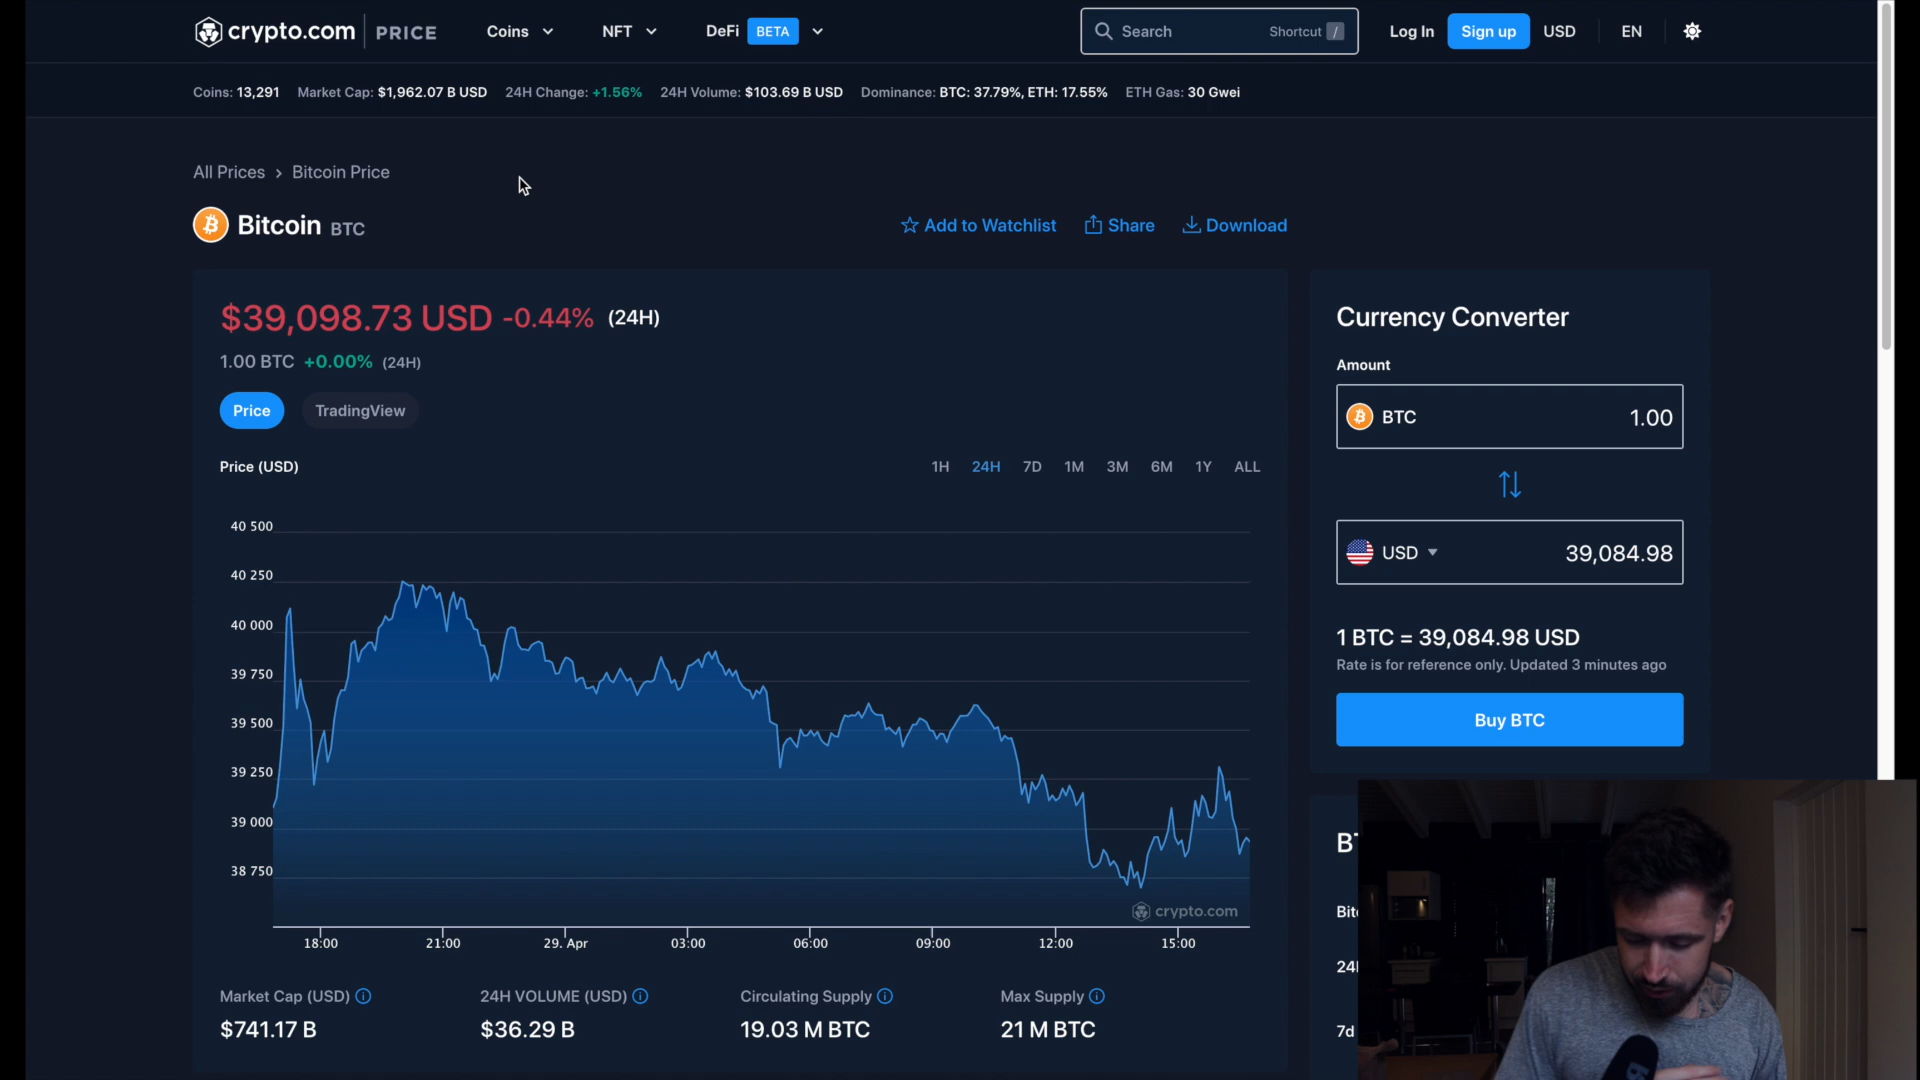 crypto.com PRICE Coins NFT DeFi BETA Search Shortcut / Log In Sign up USD EN
Coins: 13,291 Market Cap: $1,962.07 B USD 24H Change: +1.56% 24H Volume: $103.69 B USD Dominance: BTC: 37.79%, ETH: 17.55% ETH Gas: 30 Gwei
All Prices > Bitcoin Price
Bitcoin BTC Add to Watchlist Share Download
$39,098.73 USD -0.44% (24H)
1.00 BTC +0.00% (24H)
Price TradingView
Price (USD) 1H 24H 7D 1M 3M 6M 1Y ALL
40 500
40 250
40 000
39 750
39 500
39 250
39 000
38 750
crypto.com
18:00 21:00 29. Apr 03:00 06:00 09:00 12:00 15:00
Market Cap (USD) 24H VOLUME (USD) Circulating Supply Max Supply
$741.17 B $36.29 B 19.03 M BTC 21 M BTC
Currency Converter
Amount
BTC 1.00
USD 39,084.98
1 BTC = 39,084.98 USD
Rate is for reference only. Updated 3 minutes ago
Buy BTC
7d